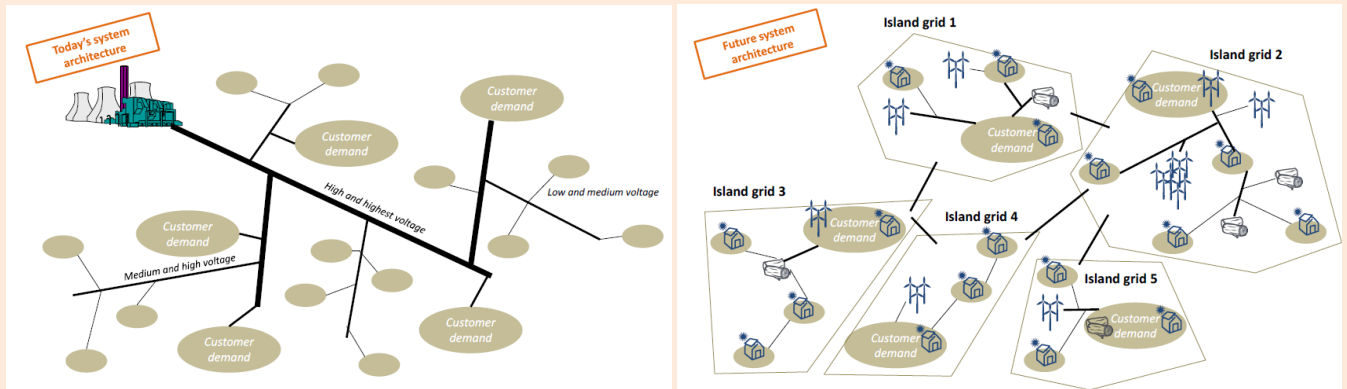 Today's system
architecture
Customer
demand
Customer
demand
High and highest voltage
Low and medium voltage
Customer
demand
Medium and high voltage
Customer
demand
Customer
demand
Future system
architecture
Island grid 1
Customer
demand
Island grid 2
Customer
demand
Island grid 3
Customer
demand
Island grid 4
Customer
demand
Island grid 5
Customer
demand